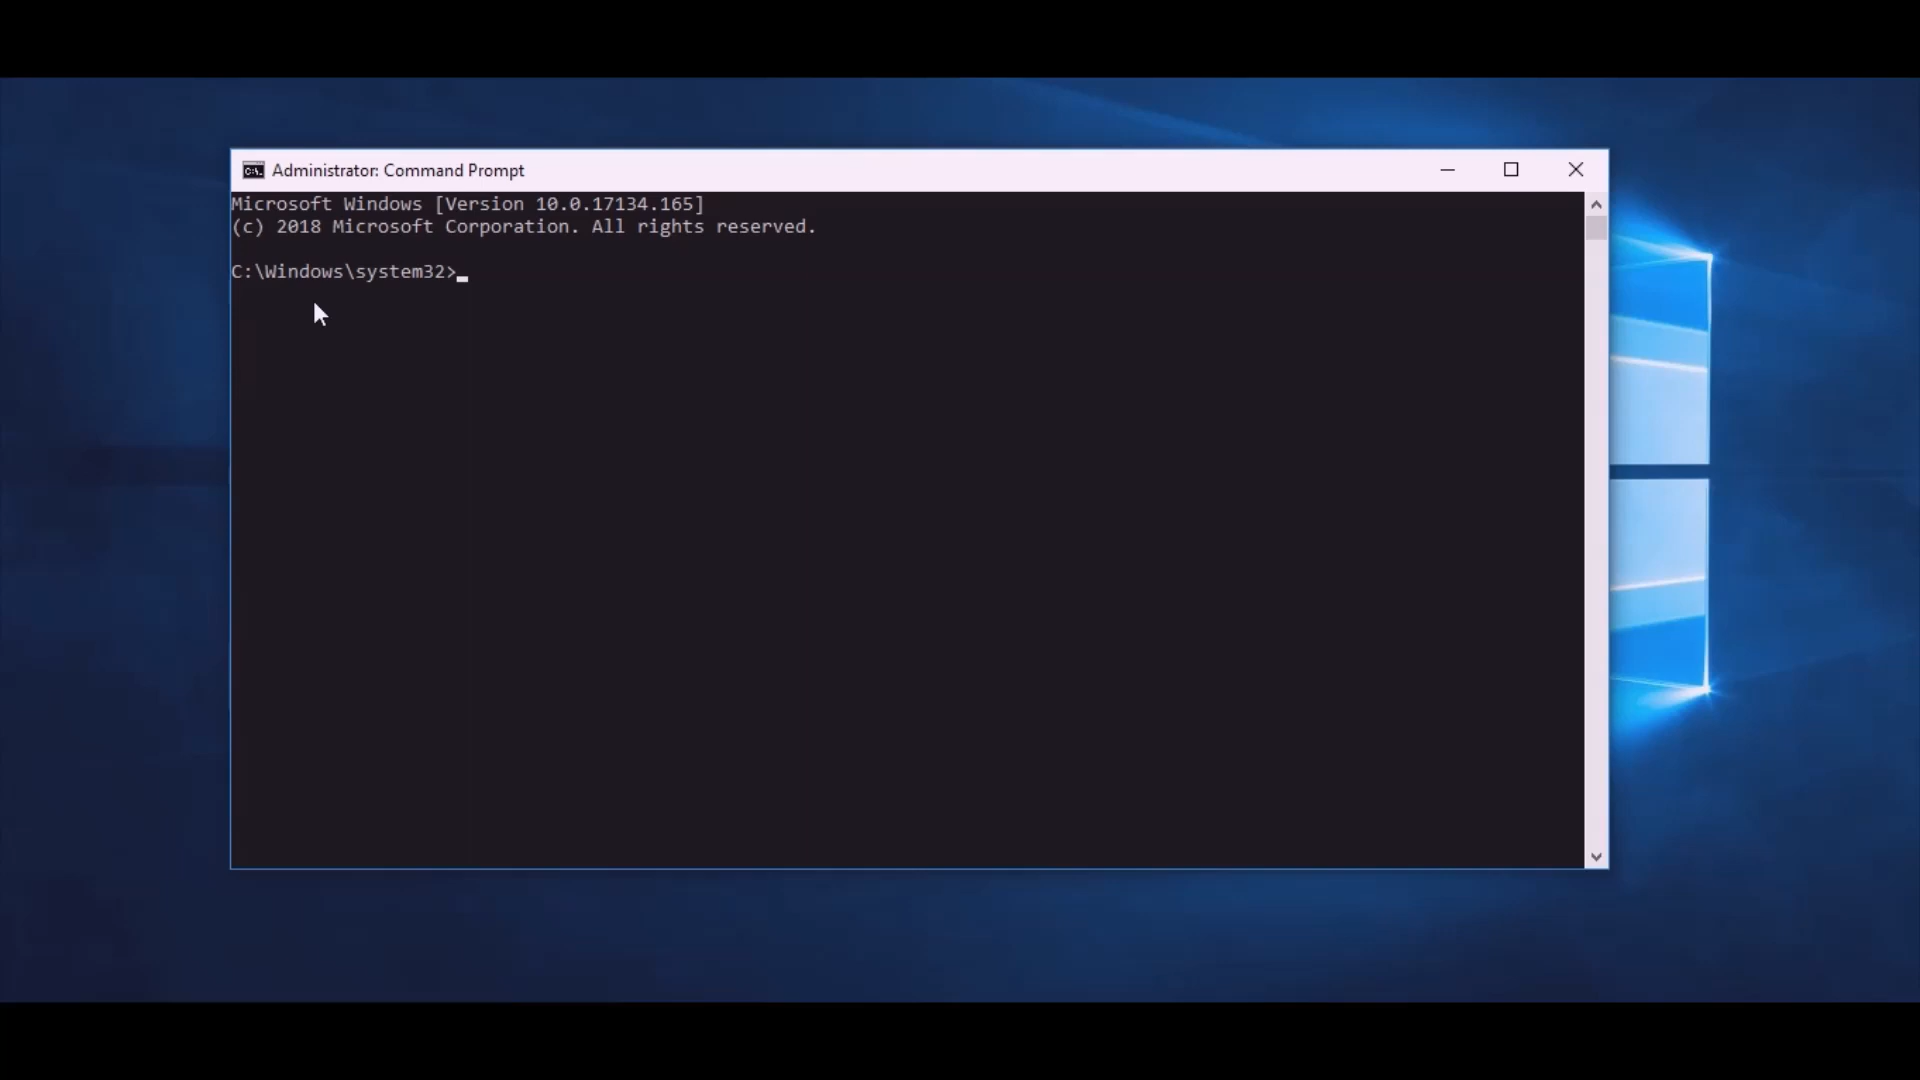 Administrator: Command Prompt
Microsoft Windows [Version 10.0.17134.165]
(c) 2018 Microsoft Corporation. All rights reserved.
C:\Windows\system32>